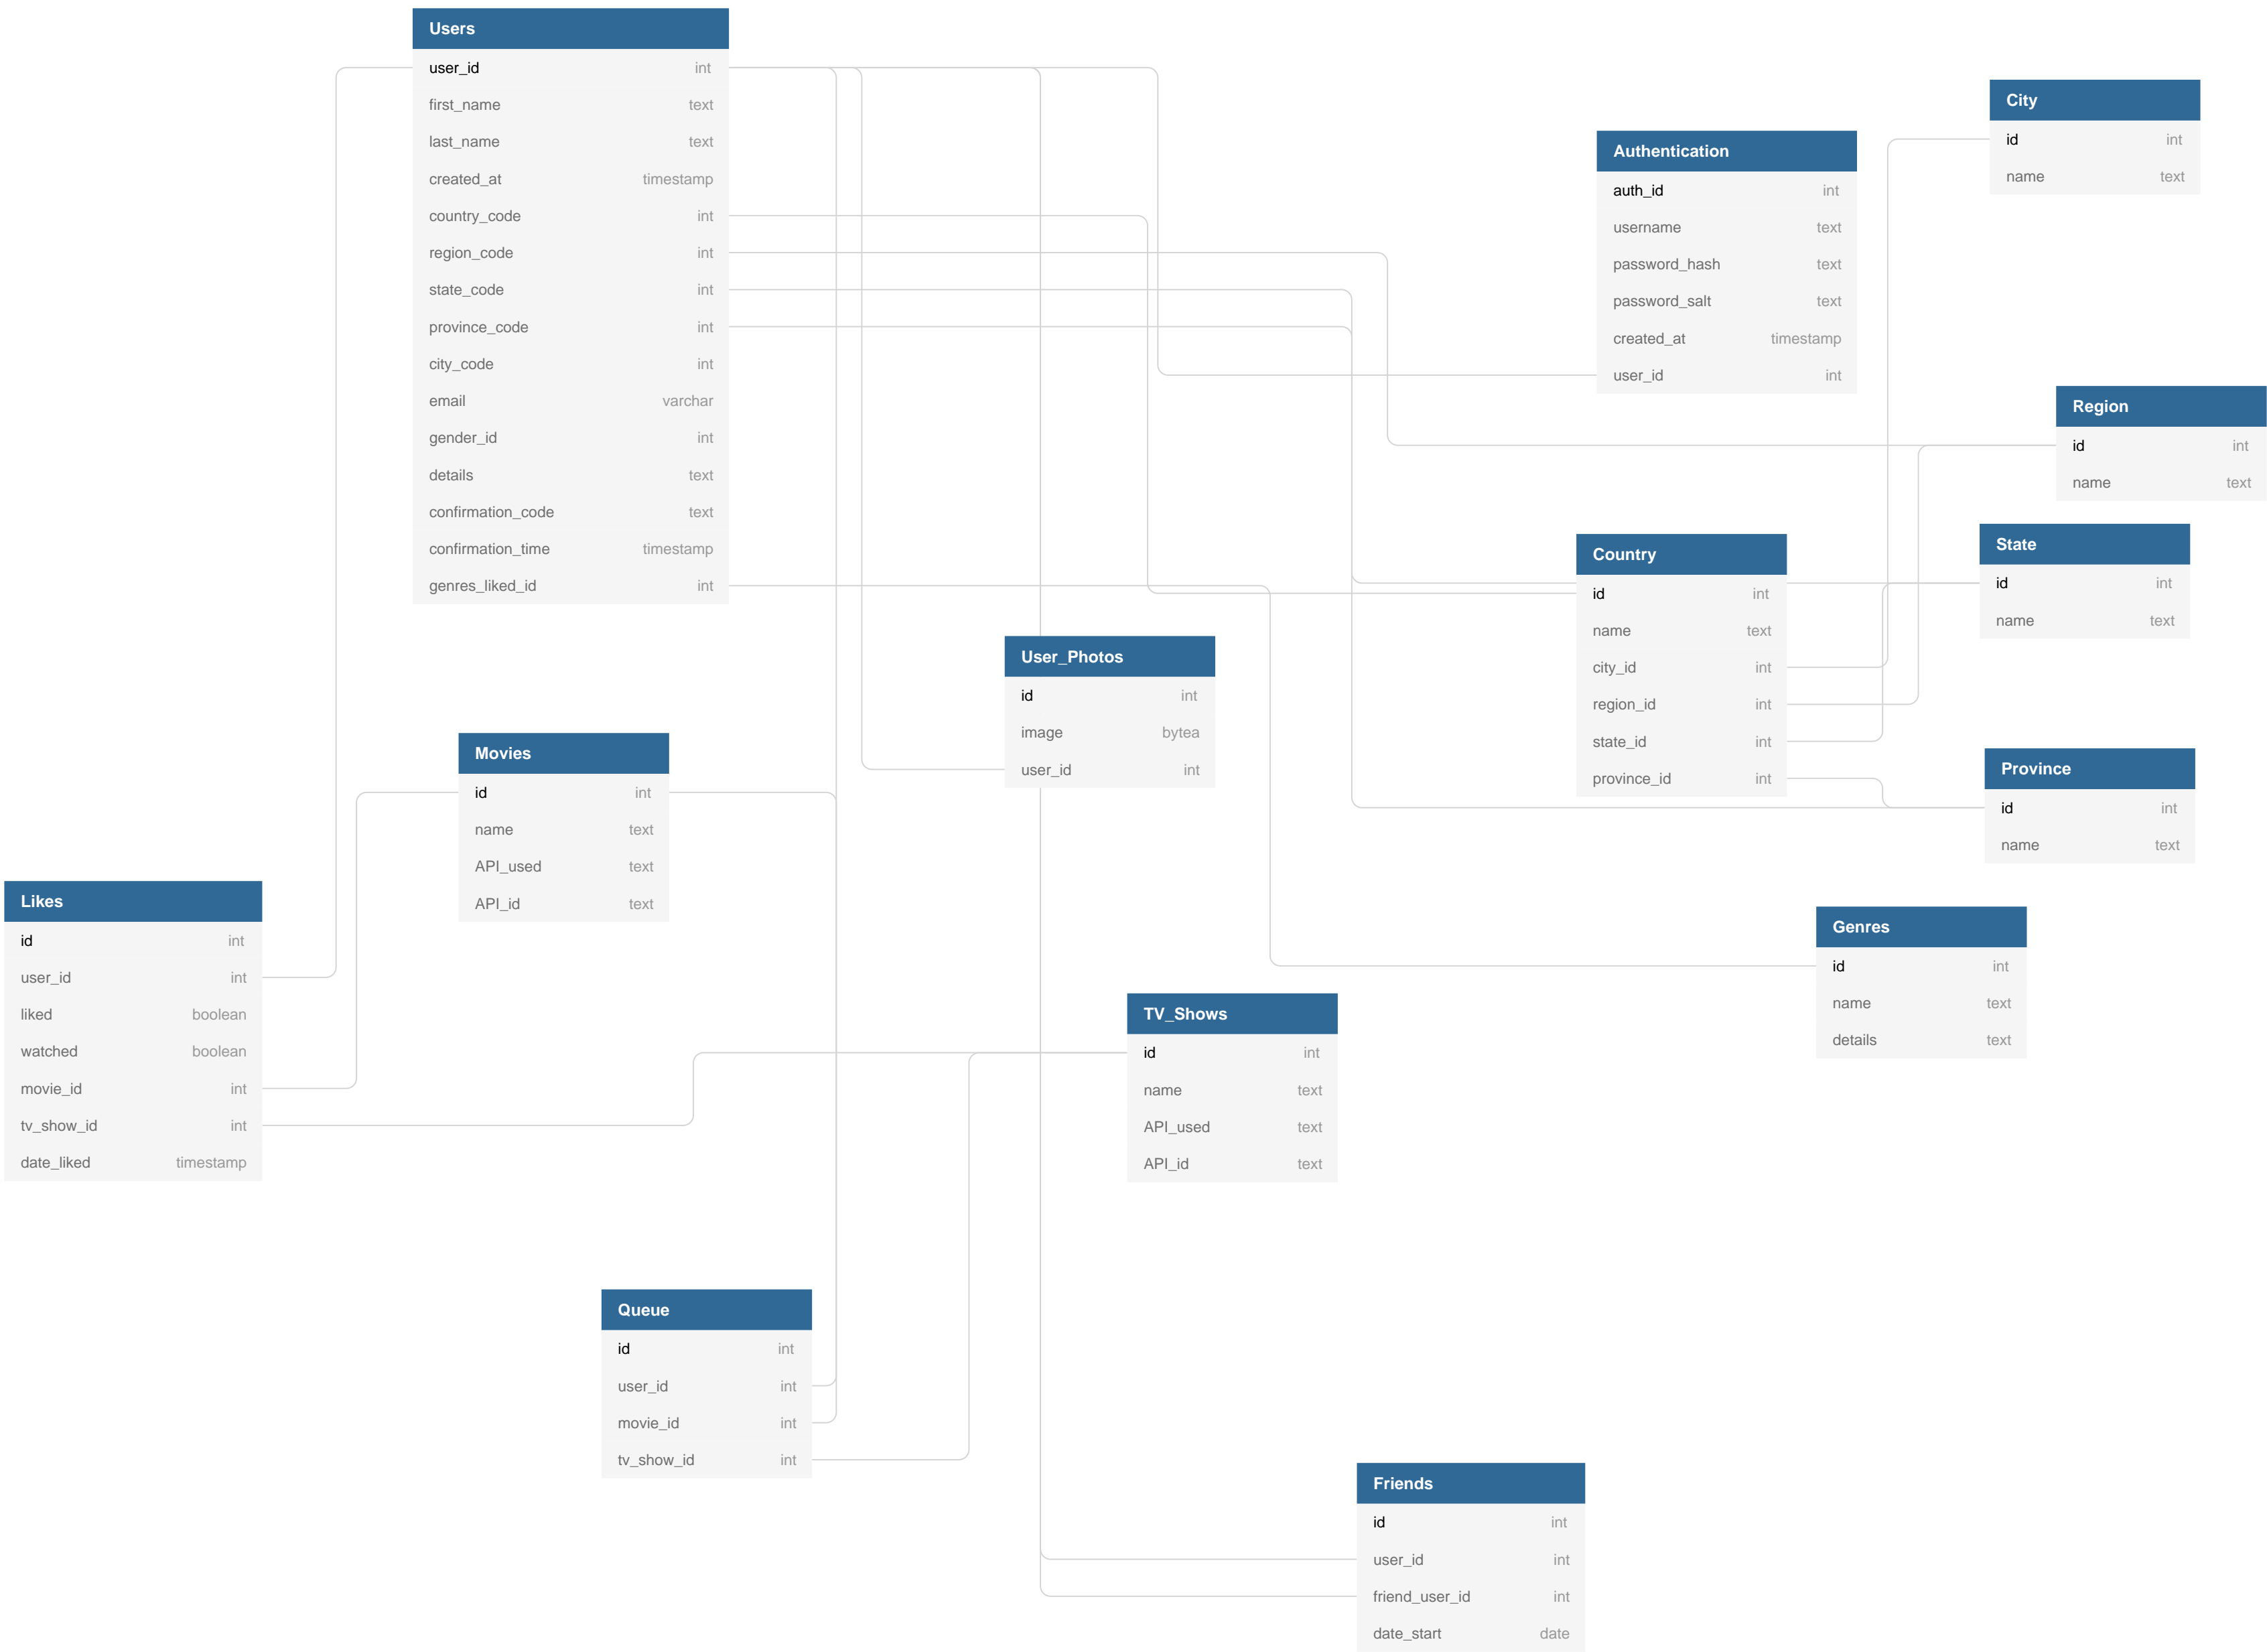 Users
user_id int
first_name text
last_name text
created_at timestamp
country_code int
region_code int
state_code int
province_code int
city_code int
email varchar
gender_id int
details text
confirmation_code text
confirmation_time timestamp
genres_liked_id int
City
id int
name text
Authentication
auth_id int
username text
password_hash text
password_salt text
created_at timestamp
user_id int
Region
id int
name text
Country
id int
name text
city_id int
region_id int
state_id int
province_id int
State
id int
name text
User_Photos
id int
image bytea
user_id int
Movies
id int
name text
API_used text
API_id text
Province
id int
name text
Likes
id int
user_id int
liked boolean
watched boolean
movie_id int
tv_show_id int
date_liked timestamp
Genres
id int
name text
details text
TV_Shows
id int
name text
API_used text
API_id text
Queue
id int
user_id int
movie_id int
tv_show_id int
Friends
id int
user_id int
friend_user_id int
date_start date